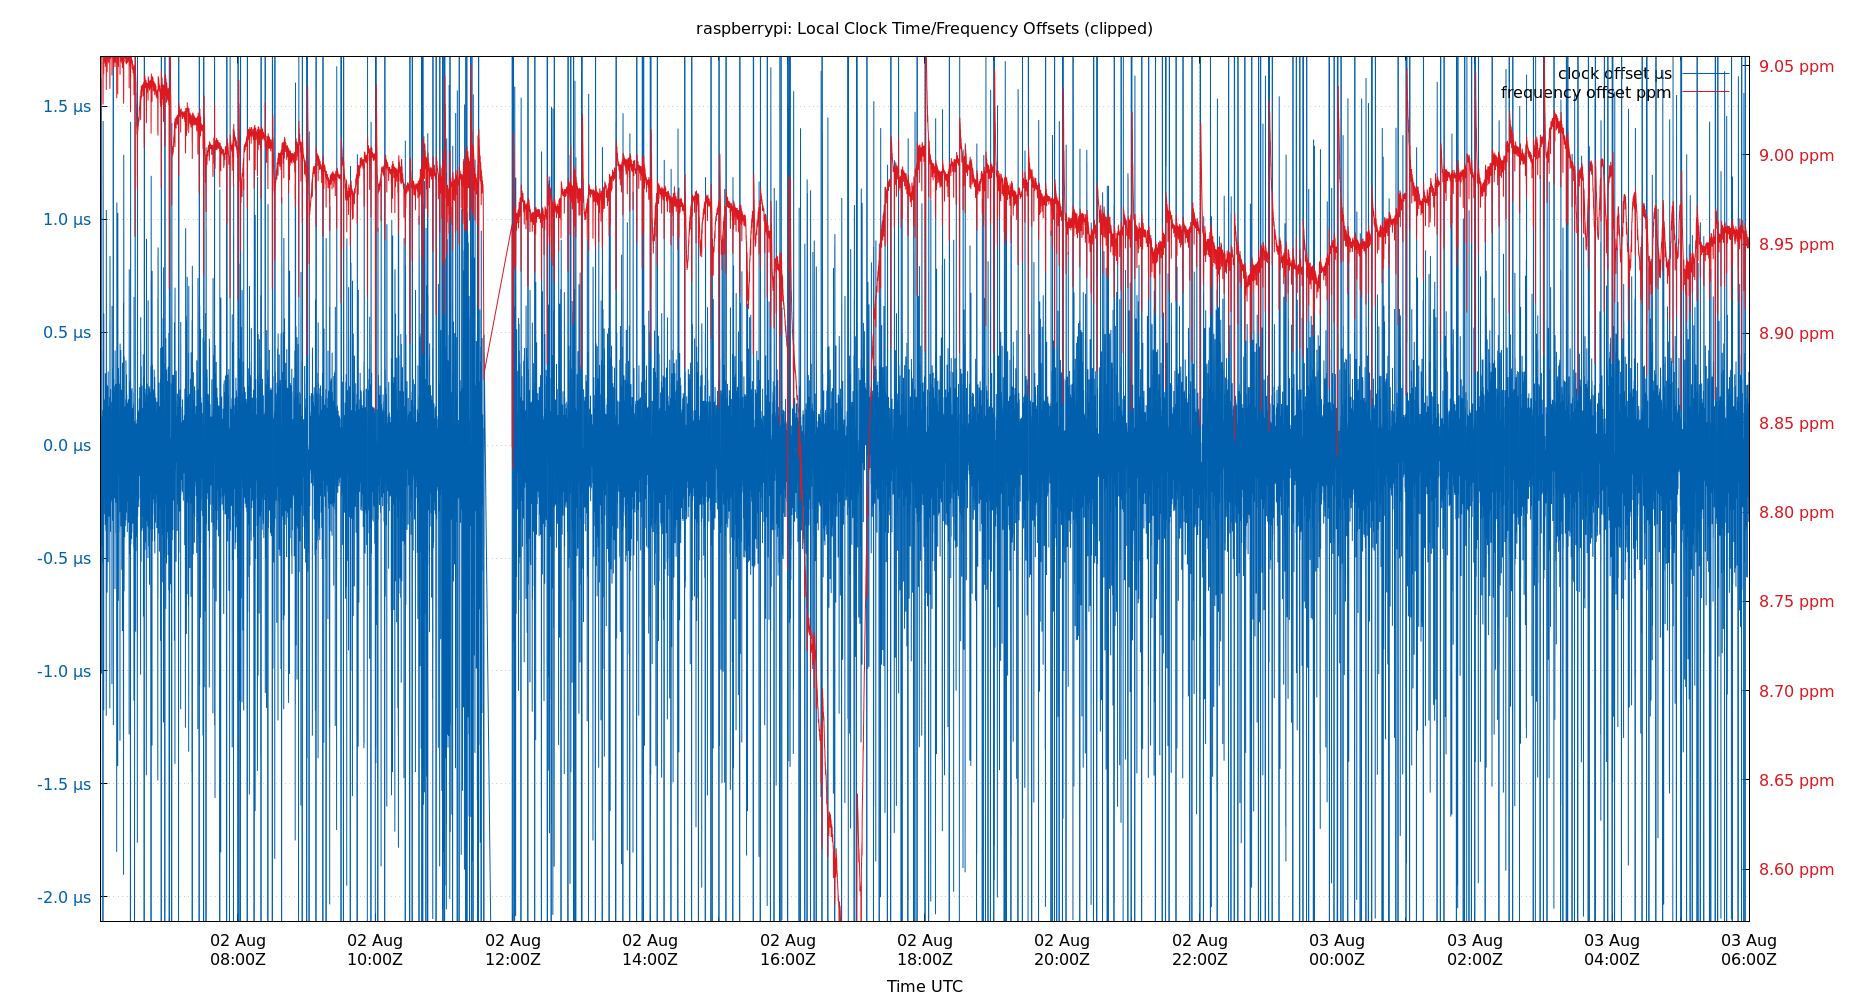 raspberrypi: Local Clock Time/Frequency Offsets (clipped)
clock offset µs
frequency offset ppm
1.5 µs
1.0 µs
0.5 µs
0.0 µs
-0.5 µs
-1.0 µs
-1.5 µs
-2.0 µs
9.05 ppm
9.00 ppm
8.95 ppm
8.90 ppm
8.85 ppm
8.80 ppm
8.75 ppm
8.70 ppm
8.65 ppm
8.60 ppm
02 Aug 02 Aug 02 Aug 02 Aug 02 Aug 02 Aug 02 Aug 02 Aug 03 Aug 03 Aug 03 Aug 03 Aug
08:00Z 10:00Z 12:00Z 14:00Z 16:00Z 18:00Z 20:00Z 22:00Z 00:00Z 02:00Z 04:00Z 06:00Z
Time UTC